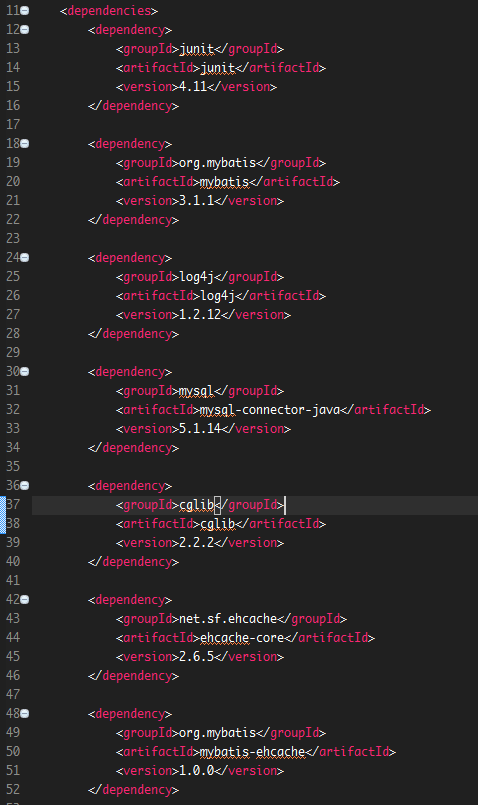 11 <dependencies>
12 <dependency>
13 <groupId>junit</groupId>
14 <artifactId>junit</artifactId>
15 <version>4.11</version>
16 </dependency>
17
18 <dependency>
19 <groupId>org.mybatis</groupId>
20 <artifactId>mybatis</artifactId>
21 <version>3.1.1</version>
22 </dependency>
23
24 <dependency>
25 <groupId>log4j</groupId>
26 <artifactId>log4j</artifactId>
27 <version>1.2.12</version>
28 </dependency>
29
30 <dependency>
31 <groupId>mysql</groupId>
32 <artifactId>mysql-connector-java</artifactId>
33 <version>5.1.14</version>
34 </dependency>
35
36 <dependency>
37 <groupId>cglib</groupId>
38 <artifactId>cglib</artifactId>
39 <version>2.2.2</version>
40 </dependency>
41
42 <dependency>
43 <groupId>net.sf.ehcache</groupId>
44 <artifactId>ehcache-core</artifactId>
45 <version>2.6.5</version>
46 </dependency>
47
48 <dependency>
49 <groupId>org.mybatis</groupId>
50 <artifactId>mybatis-ehcache</artifactId>
51 <version>1.0.0</version>
52 </dependency>